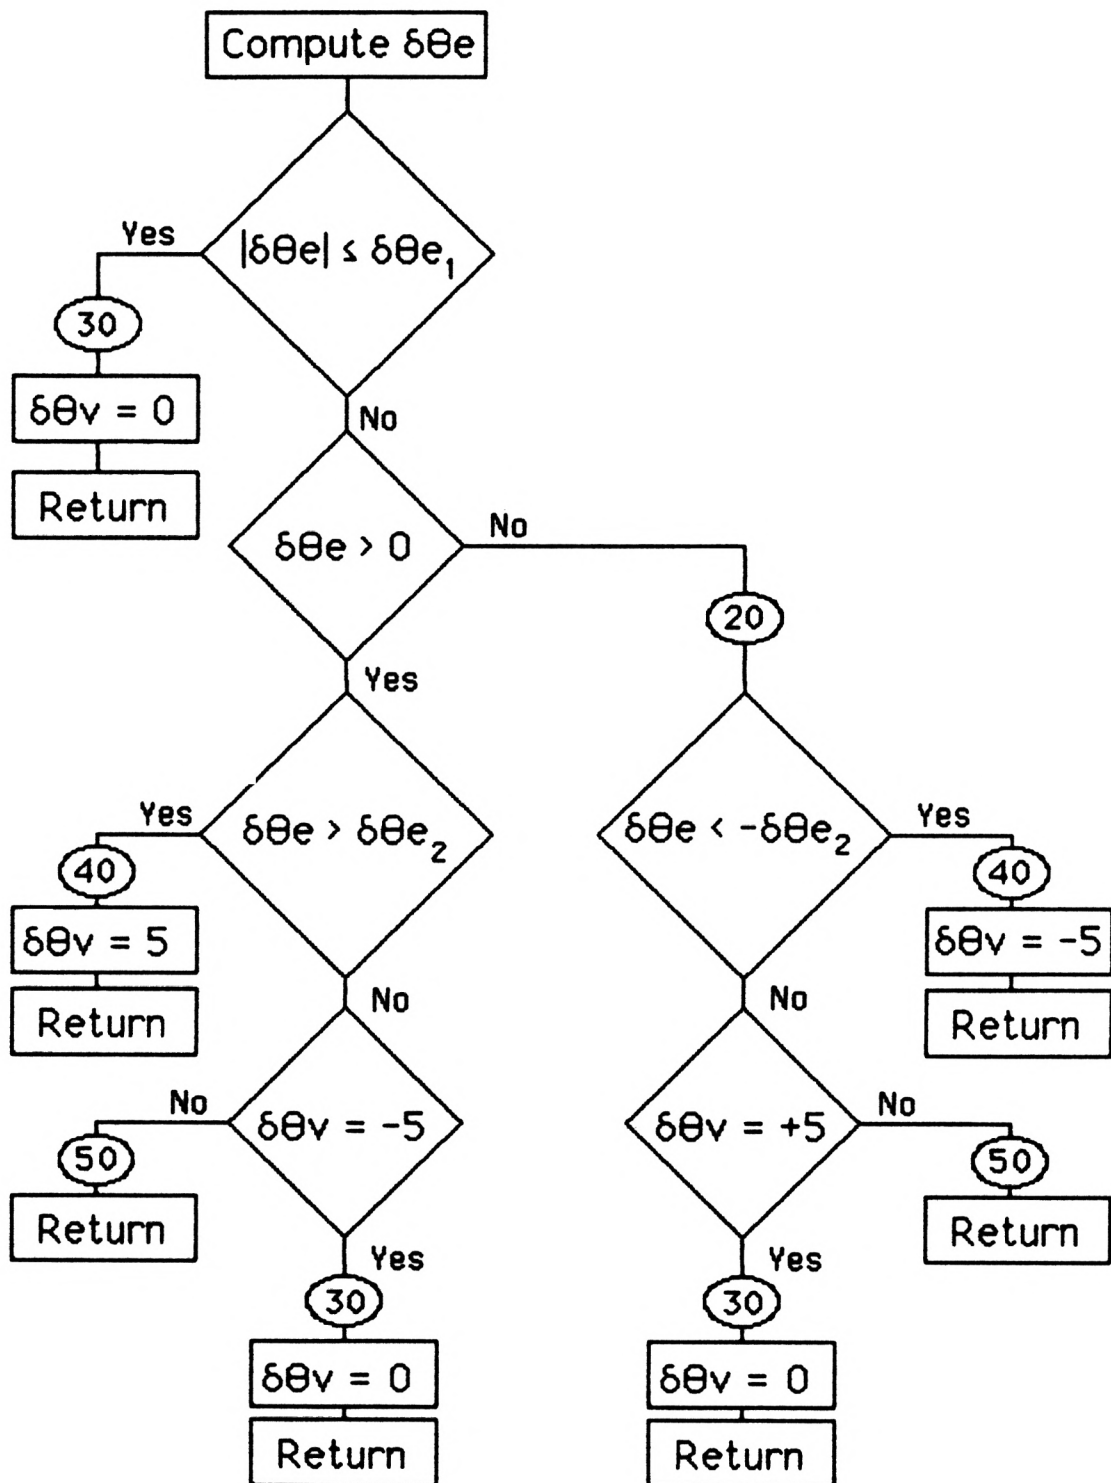 Compute δθe
Yes
|δθe| ≤ δθe₁
30
δθv = 0
No
Return
δθe > 0
No
20
Yes
Yes
δθe > δθe₂
δθe < -δθe₂
Yes
40
40
δθv = 5
δθv = -5
No
No
Return
Return
No
δθv = -5
δθv = +5
No
50
50
Return
Return
Yes
Yes
30
30
δθv = 0
δθv = 0
Return
Return